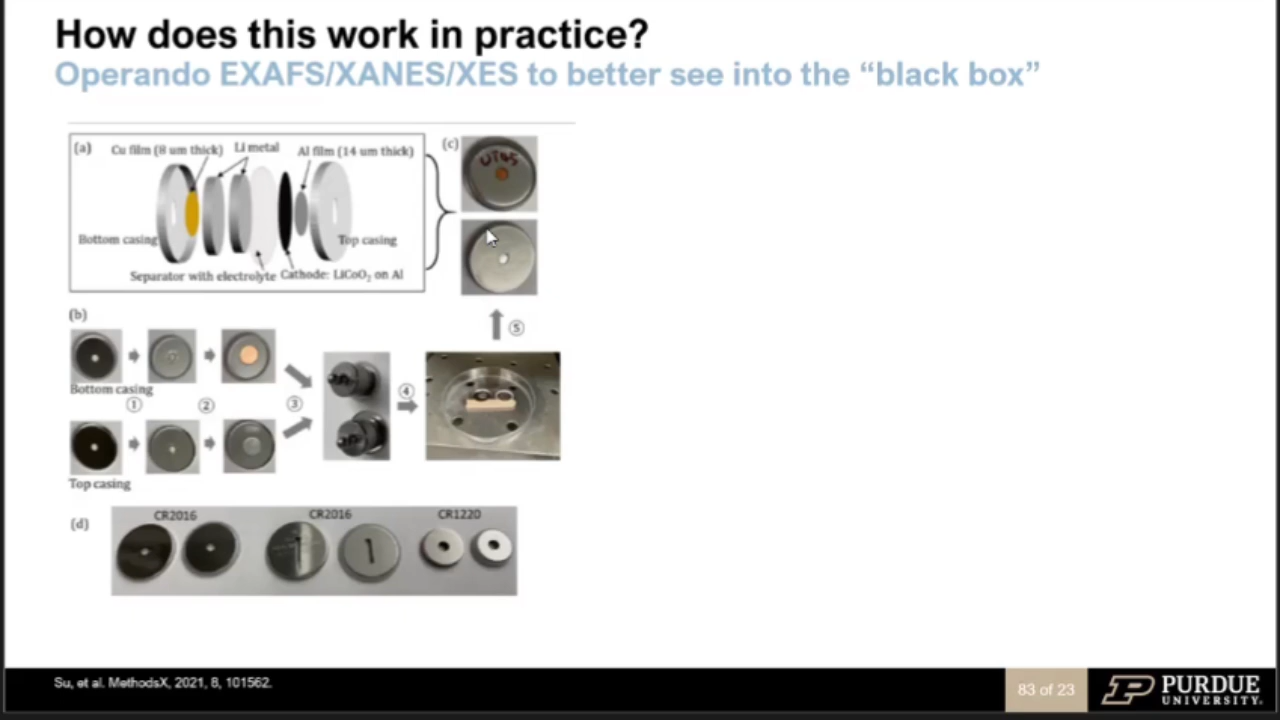 How does this work in practice?
Operando EXAFS/XANES/XES to better see into the “black box”
(a)
Cu film (8 um thick)
Li metal
Al film (14 um thick)
Bottom casing
Top casing
Separator with electrolyte
Cathode: LiCoO₂ on Al
(c)
(b)
Bottom casing
①
②
③
④
⑤
Top casing
(d)
CR2016
CR2016
CR1220
Su, et al. MethodsX, 2021, 8, 101562.
83 of 23
PURDUE
UNIVERSITY